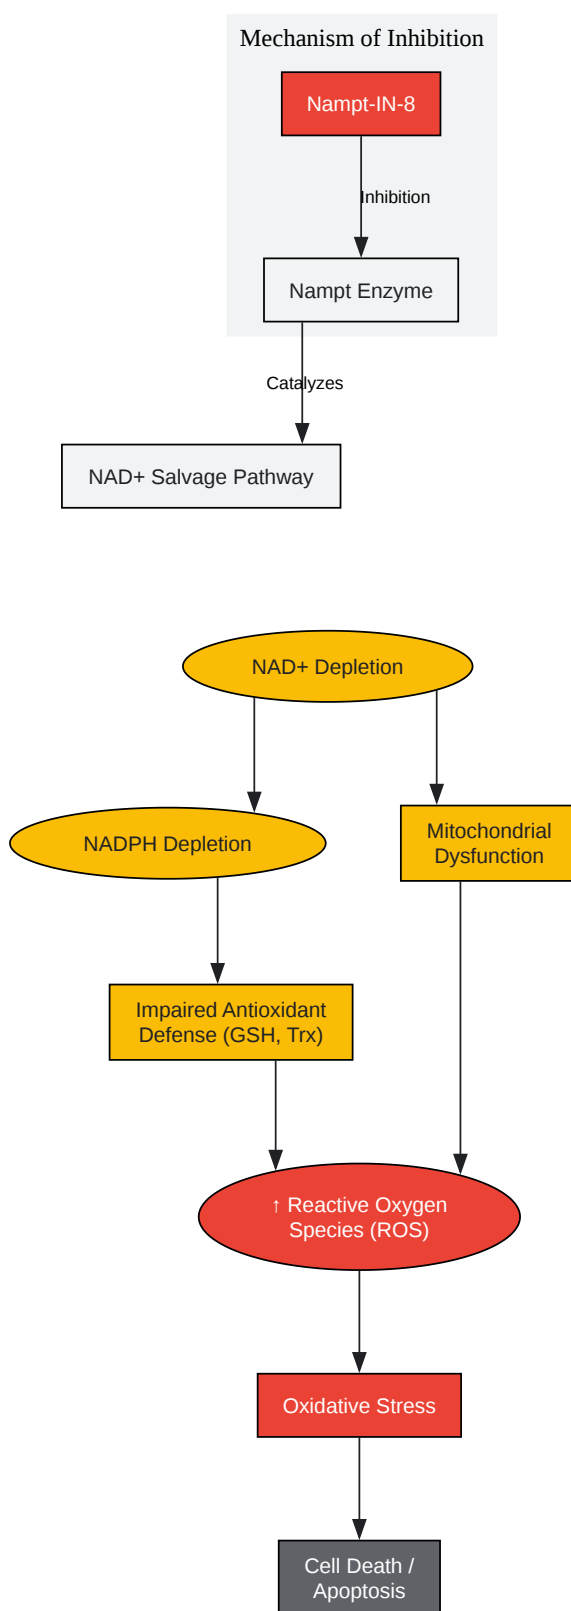 Mechanism of Inhibition
Nampt-IN-8
Inhibition
Nampt Enzyme
Catalyzes
NAD+ Salvage Pathway
NAD+ Depletion
NADPH Depletion
Mitochondrial
Dysfunction
Impaired Antioxidant
Defense (GSH, Trx)
↑ Reactive Oxygen
Species (ROS)
Oxidative Stress
Cell Death /
Apoptosis